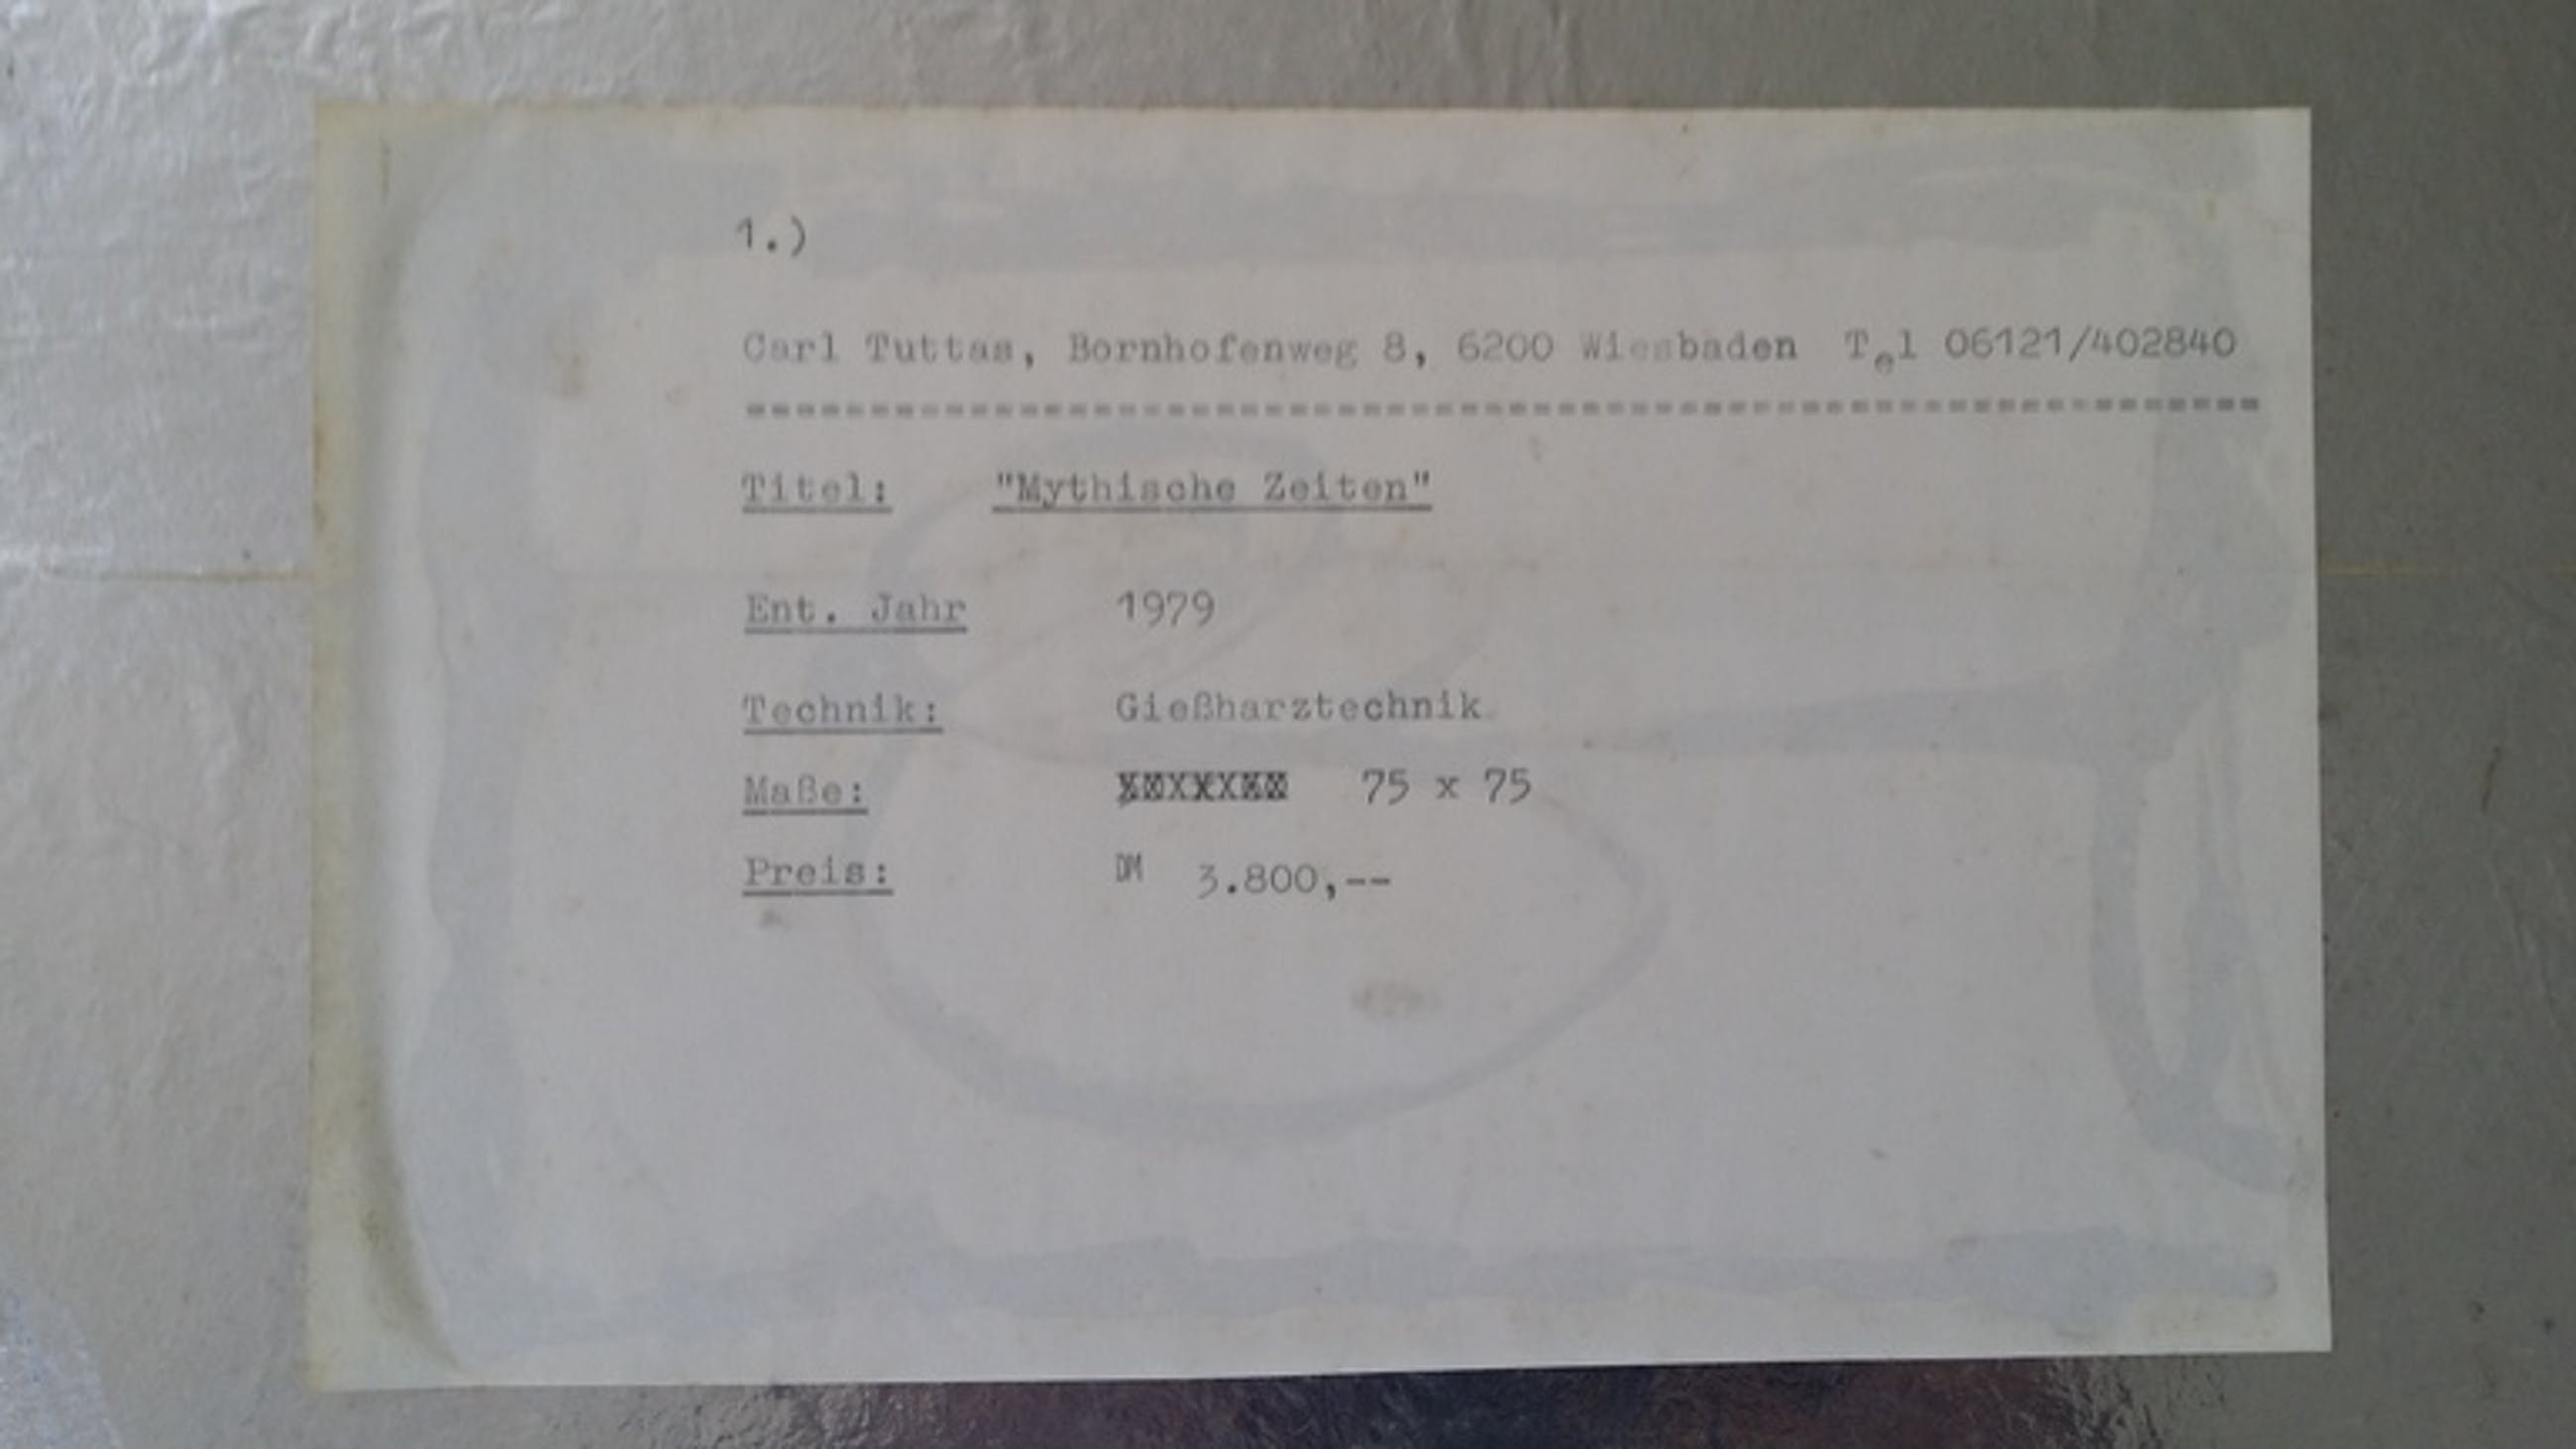 1.)
Carl Tuttas, Bornhofenweg 8, 6200 Wiesbaden Tel 06121/402840
Titel: "Mythische Zeiten"
Ent. Jahr 1979
Technik: Gießharztechnik
Maße: 75 x 75
Preis: DM 3.800,--